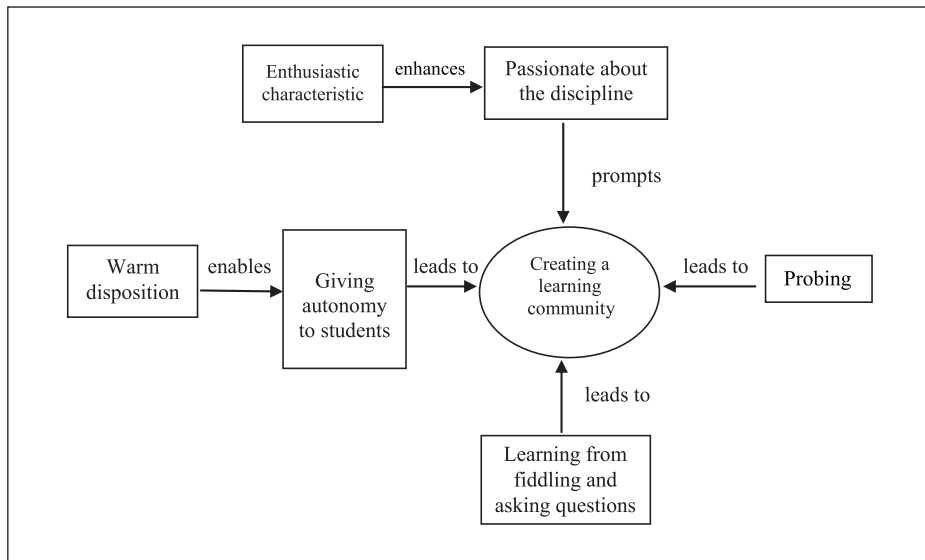 Enthusiastic
characteristic
enhances
Passionate about
the discipline
prompts
Warm
disposition
enables
Giving
autonomy
to students
leads to
Creating a
learning
community
leads to
Probing
leads to
Learning from
fiddling and
asking questions